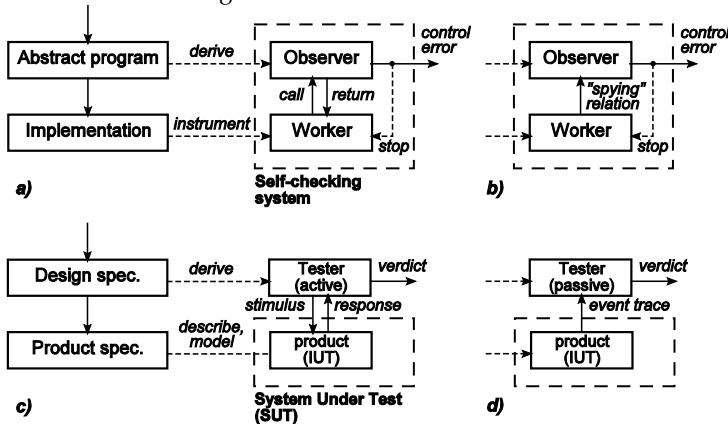 Abstract program
derive
Observer
control
error
call
return
Implementation
instrument
Worker
stop
a)
Self-checking
system
Observer
control
error
"spying"
relation
Worker
stop
b)
Design spec.
derive
Tester
(active)
verdict
stimulus
response
describe,
model
Product spec.
product
(IUT)
c)
System Under Test
(SUT)
Tester
(passive)
verdict
event trace
product
(IUT)
d)